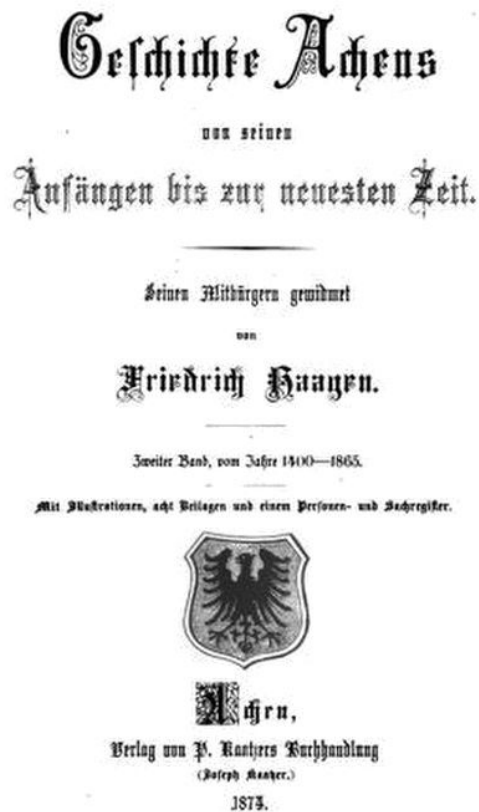 Geschichte Achens
von seinen
Anfängen bis zur neuesten Zeit.
Seinen Mitbürgern gewidmet
von
Friedrich Haagen.
Zweiter Band, vom Jahre 1400—1865.
Mit Illustrationen, acht Beilagen und einem Personen- und Sachregister.
Achen,
Verlag von P. Kaatzers Buchhandlung
(Joseph Kaatzer.)
1874.